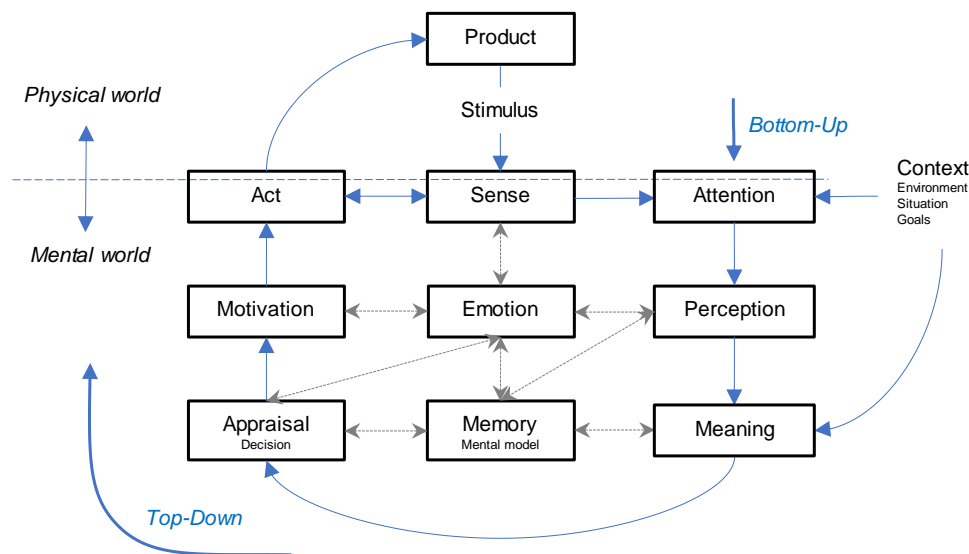 Product
Physical world
Stimulus
Bottom-Up
Act
Sense
Attention
Context
Environment
Situation
Goals
Mental world
Motivation
Emotion
Perception
Appraisal
Decision
Memory
Mental model
Meaning
Top-Down